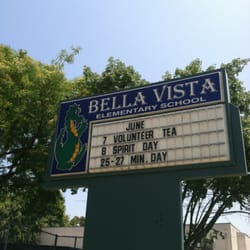 BELLA VISTA
ELEMENTARY SCHOOL
JUNE
7 VOLUNTEER TEA
8 SPIRIT DAY
25-27 MIN. DAY